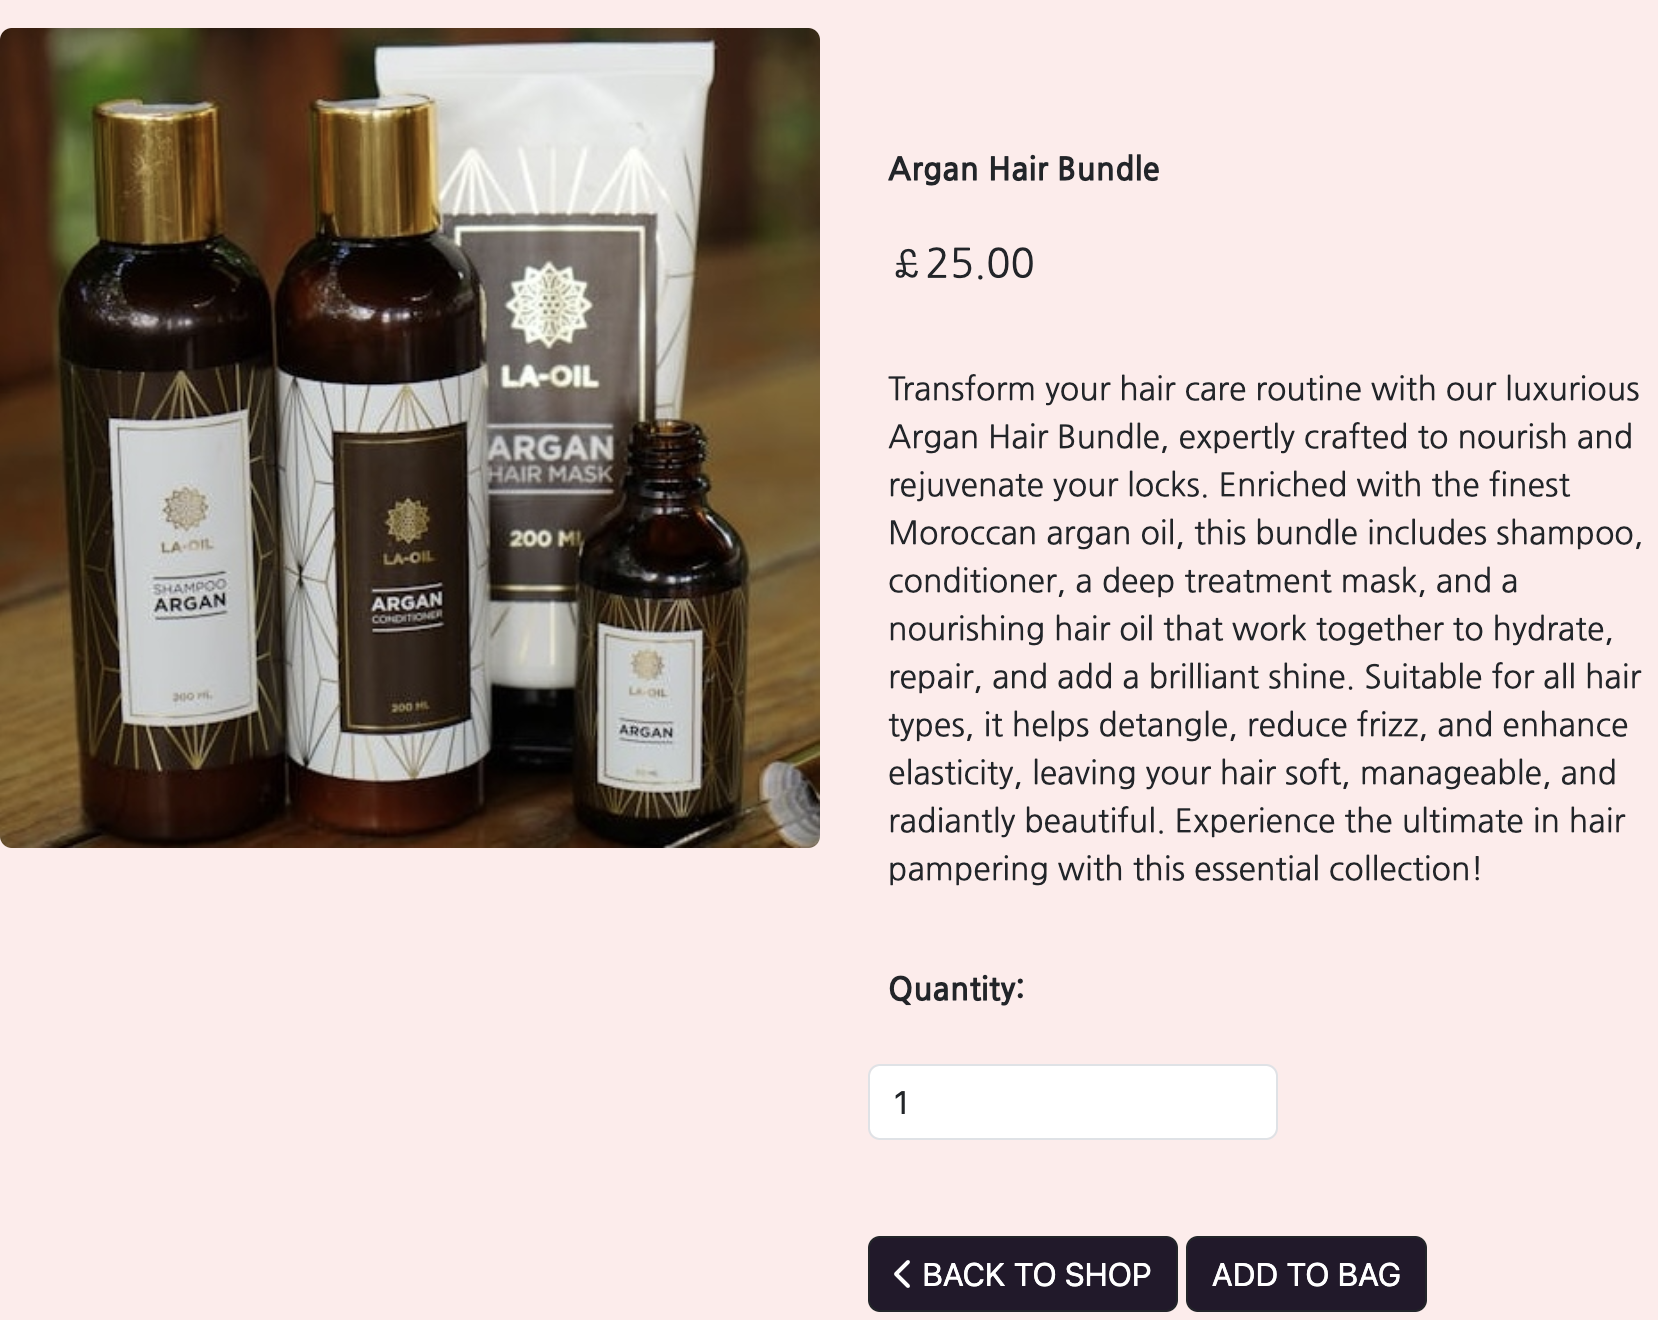 LA-OIL
SHAMPOO
ARGAN
200 ML
LA-OIL
ARGAN
CONDITIONER
200 ML
LA-OIL
ARGAN
HAIR MASK
200 ML
LA-OIL
ARGAN
Argan Hair Bundle
£25.00
Transform your hair care routine with our luxurious
Argan Hair Bundle, expertly crafted to nourish and
rejuvenate your locks. Enriched with the finest
Moroccan argan oil, this bundle includes shampoo,
conditioner, a deep treatment mask, and a
nourishing hair oil that work together to hydrate,
repair, and add a brilliant shine. Suitable for all hair
types, it helps detangle, reduce frizz, and enhance
elasticity, leaving your hair soft, manageable, and
radiantly beautiful. Experience the ultimate in hair
pampering with this essential collection!
Quantity:
1
BACK TO SHOP
ADD TO BAG